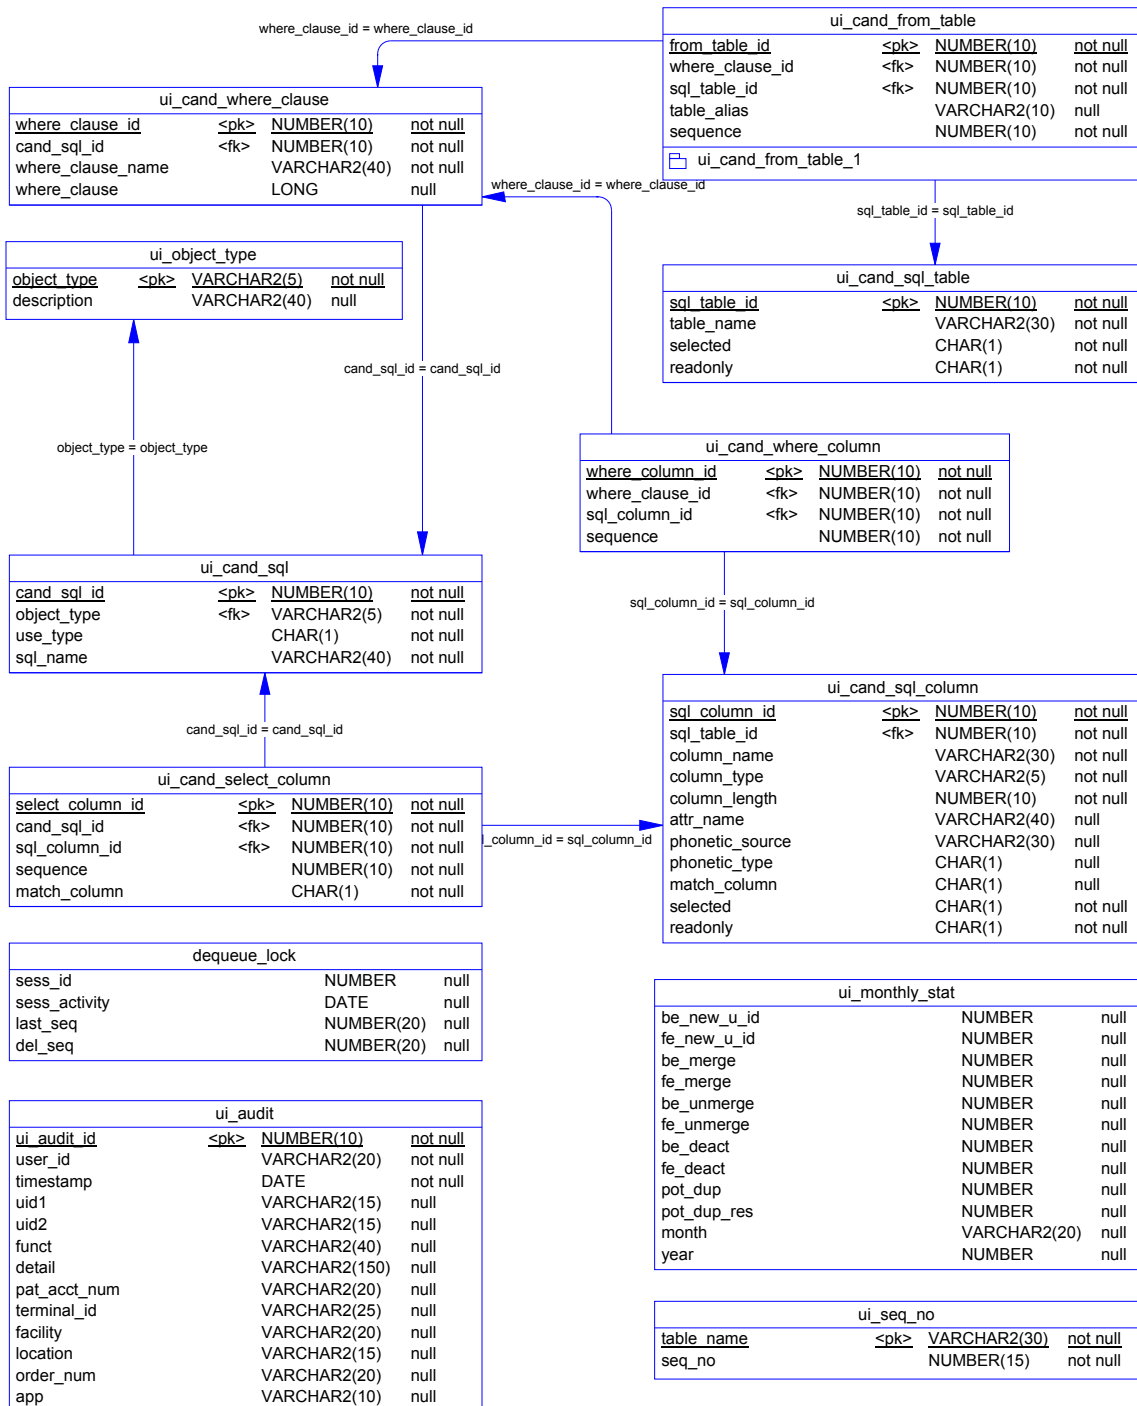 ui_cand_from_table
from_table_id <pk> NUMBER(10) not null
where_clause_id <fk> NUMBER(10) not null
sql_table_id <fk> NUMBER(10) not null
table_alias VARCHAR2(10) null
sequence NUMBER(10) not null
ui_cand_from_table_1
where_clause_id = where_clause_id
ui_cand_where_clause
where_clause_id <pk> NUMBER(10) not null
cand_sql_id <fk> NUMBER(10) not null
where_clause_name VARCHAR2(40) not null
where_clause LONG null
where_clause_id = where_clause_id
sql_table_id = sql_table_id
ui_object_type
object_type <pk> VARCHAR2(5) not null
description VARCHAR2(40) null
ui_cand_sql_table
sql_table_id <pk> NUMBER(10) not null
table_name VARCHAR2(30) not null
selected CHAR(1) not null
readonly CHAR(1) not null
cand_sql_id = cand_sql_id
object_type = object_type
ui_cand_where_column
where_column_id <pk> NUMBER(10) not null
where_clause_id <fk> NUMBER(10) not null
sql_column_id <fk> NUMBER(10) not null
sequence NUMBER(10) not null
ui_cand_sql
cand_sql_id <pk> NUMBER(10) not null
object_type <fk> VARCHAR2(5) not null
use_type CHAR(1) not null
sql_name VARCHAR2(40) not null
sql_column_id = sql_column_id
cand_sql_id = cand_sql_id
ui_cand_sql_column
sql_column_id <pk> NUMBER(10) not null
sql_table_id <fk> NUMBER(10) not null
column_name VARCHAR2(30) not null
column_type VARCHAR2(5) not null
column_length NUMBER(10) not null
attr_name VARCHAR2(40) null
phonetic_source VARCHAR2(30) null
phonetic_type CHAR(1) null
match_column CHAR(1) null
selected CHAR(1) not null
readonly CHAR(1) not null
ui_cand_select_column
select_column_id <pk> NUMBER(10) not null
cand_sql_id <fk> NUMBER(10) not null
sql_column_id <fk> NUMBER(10) not null
sequence NUMBER(10) not null
match_column CHAR(1) not null
l_column_id = sql_column_id
dequeue_lock
sess_id NUMBER null
sess_activity DATE null
last_seq NUMBER(20) null
del_seq NUMBER(20) null
ui_monthly_stat
be_new_u_id NUMBER null
fe_new_u_id NUMBER null
be_merge NUMBER null
fe_merge NUMBER null
be_unmerge NUMBER null
fe_unmerge NUMBER null
be_deact NUMBER null
fe_deact NUMBER null
pot_dup NUMBER null
pot_dup_res NUMBER null
month VARCHAR2(20) null
year NUMBER null
ui_audit
ui_audit_id <pk> NUMBER(10) not null
user_id VARCHAR2(20) not null
timestamp DATE not null
uid1 VARCHAR2(15) null
uid2 VARCHAR2(15) null
funct VARCHAR2(40) null
detail VARCHAR2(150) null
pat_acct_num VARCHAR2(20) null
terminal_id VARCHAR2(25) null
facility VARCHAR2(20) null
location VARCHAR2(15) null
order_num VARCHAR2(20) null
app VARCHAR2(10) null
ui_seq_no
table_name <pk> VARCHAR2(30) not null
seq_no NUMBER(15) not null